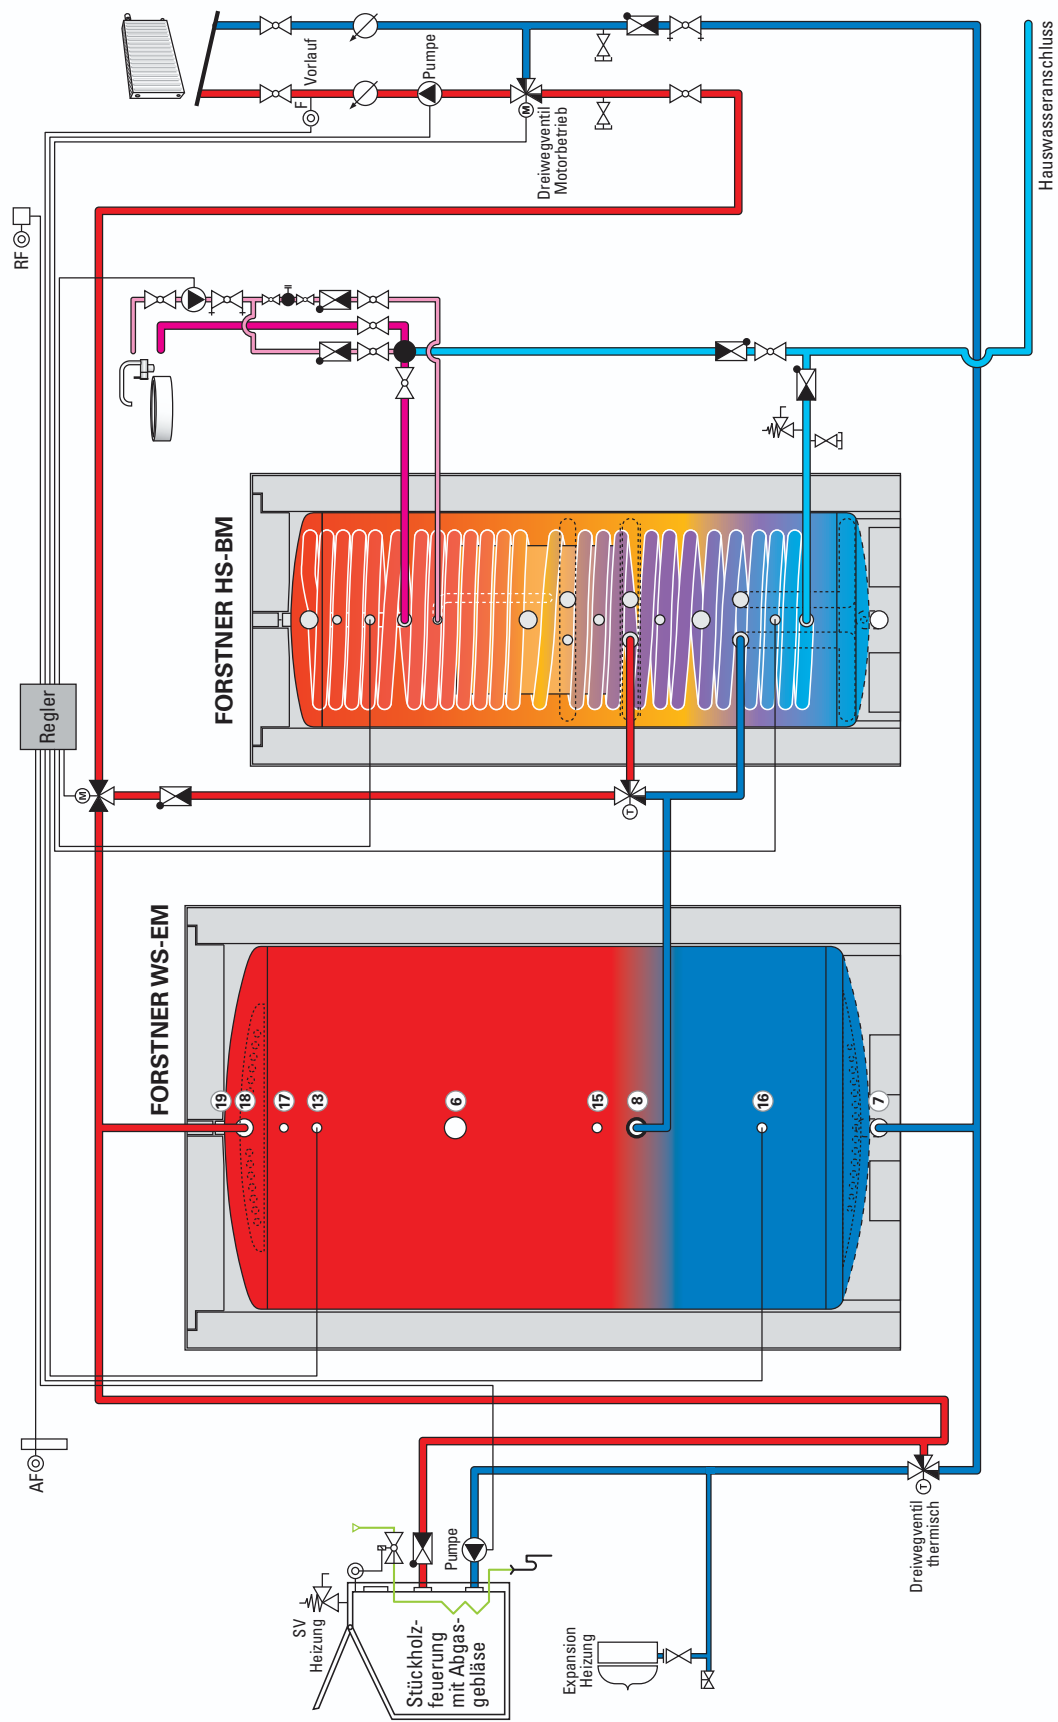 Stückholz-
feuerung
mit Abgas-
gebläse
SV
Heizung
Pumpe
Expansion
Heizung
Dreiwegventil
thermisch
T
AF
FORSTNER WS-EM
19
18
17
13
6
15
8
16
7
Regler
M
T
FORSTNER HS-BM
RF
F
Vorlauf
Pumpe
M
Dreiwegventil
Motorbetrieb
Hauswasseranschluss